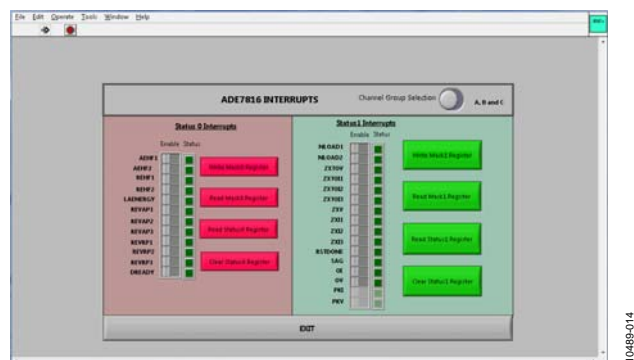 File Edit Operate Tools Window Help
ADE7816 INTERRUPTS
Channel Group Selection
A, B and C
Status 0 Interrupts
Enable Status
AEHF1
AEHF2
REHF1
REHF2
LAENERGY
REVAP1
REVAP2
REVAP3
REVRP1
REVRP2
REVRP3
DREADY
Write Mask0 Register
Read Mask0 Register
Read Status0 Register
Clear Status0 Register
Status1 Interrupts
Enable Status
NLOAD1
NLOAD2
ZXTOV
ZXTOI1
ZXTOI2
ZXTOI3
ZXV
ZXI1
ZXI2
ZXI3
RSTDONE
SAG
OI
OV
PKI
PKV
Write Mask1 Register
Read Mask1 Register
Read Status1 Register
Clear Status1 Register
EXIT
10489-014